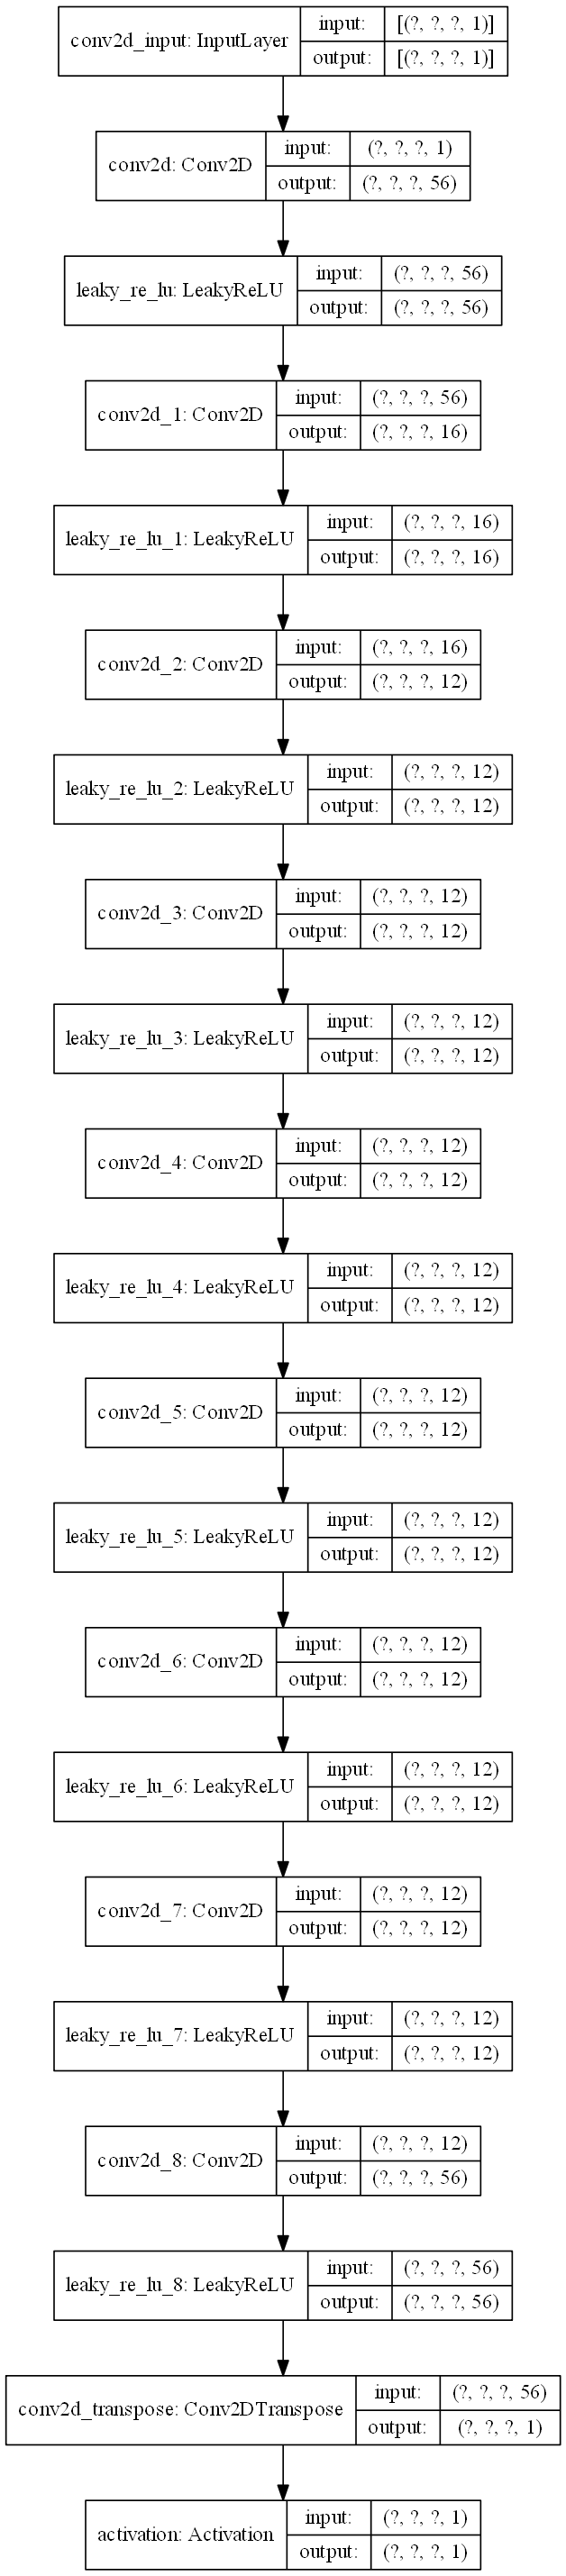 conv2d_input: InputLayer
input: [(?, ?, ?, 1)]
output: [(?, ?, ?, 1)]
conv2d: Conv2D
input: (?, ?, ?, 1)
output: (?, ?, ?, 56)
leaky_re_lu: LeakyReLU
input: (?, ?, ?, 56)
output: (?, ?, ?, 56)
conv2d_1: Conv2D
input: (?, ?, ?, 56)
output: (?, ?, ?, 16)
leaky_re_lu_1: LeakyReLU
input: (?, ?, ?, 16)
output: (?, ?, ?, 16)
conv2d_2: Conv2D
input: (?, ?, ?, 16)
output: (?, ?, ?, 12)
leaky_re_lu_2: LeakyReLU
input: (?, ?, ?, 12)
output: (?, ?, ?, 12)
conv2d_3: Conv2D
input: (?, ?, ?, 12)
output: (?, ?, ?, 12)
leaky_re_lu_3: LeakyReLU
input: (?, ?, ?, 12)
output: (?, ?, ?, 12)
conv2d_4: Conv2D
input: (?, ?, ?, 12)
output: (?, ?, ?, 12)
leaky_re_lu_4: LeakyReLU
input: (?, ?, ?, 12)
output: (?, ?, ?, 12)
conv2d_5: Conv2D
input: (?, ?, ?, 12)
output: (?, ?, ?, 12)
leaky_re_lu_5: LeakyReLU
input: (?, ?, ?, 12)
output: (?, ?, ?, 12)
conv2d_6: Conv2D
input: (?, ?, ?, 12)
output: (?, ?, ?, 12)
leaky_re_lu_6: LeakyReLU
input: (?, ?, ?, 12)
output: (?, ?, ?, 12)
conv2d_7: Conv2D
input: (?, ?, ?, 12)
output: (?, ?, ?, 12)
leaky_re_lu_7: LeakyReLU
input: (?, ?, ?, 12)
output: (?, ?, ?, 12)
conv2d_8: Conv2D
input: (?, ?, ?, 12)
output: (?, ?, ?, 56)
leaky_re_lu_8: LeakyReLU
input: (?, ?, ?, 56)
output: (?, ?, ?, 56)
conv2d_transpose: Conv2DTranspose
input: (?, ?, ?, 56)
output: (?, ?, ?, 1)
activation: Activation
input: (?, ?, ?, 1)
output: (?, ?, ?, 1)